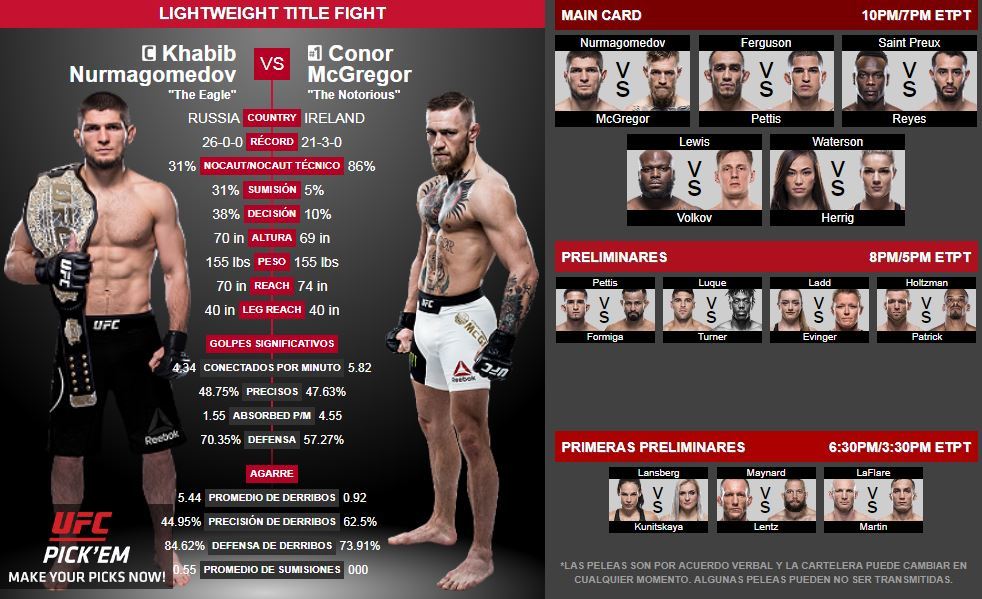 LIGHTWEIGHT TITLE FIGHT
C Khabib
Nurmagomedov
"The Eagle"
VS
#1 Conor
McGregor
"The Notorious"
RUSSIA COUNTRY IRELAND
26-0-0 RÉCORD 21-3-0
31% NOCAUT/NOCAUT TÉCNICO 86%
31% SUMISIÓN 5%
38% DECISIÓN 10%
70 in ALTURA 69 in
155 lbs PESO 155 lbs
70 in REACH 74 in
40 in LEG REACH 40 in
GOLPES SIGNIFICATIVOS
4.34 CONECTADOS POR MINUTO 5.82
48.75% PRECISOS 47.63%
1.55 ABSORBED P/M 4.55
70.35% DEFENSA 57.27%
AGARRE
5.44 PROMEDIO DE DERRIBOS 0.92
44.95% PRECISIÓN DE DERRIBOS 62.5%
84.62% DEFENSA DE DERRIBOS 73.91%
0.55 PROMEDIO DE SUMISIONES 000
UFC
UFC
UFC
Reebok
UFC
MCG
Reebok
UFC
UFC
PICK'EM
MAKE YOUR PICKS NOW!
MAIN CARD 10PM/7PM ETPT
Nurmagomedov
VS
McGregor
Ferguson
VS
Pettis
Saint Preux
VS
Reyes
Lewis
VS
Volkov
Waterson
VS
Herrig
PRELIMINARES 8PM/5PM ETPT
Pettis
VS
Formiga
Luque
VS
Turner
Ladd
VS
Evinger
Holtzman
VS
Patrick
PRIMERAS PRELIMINARES 6:30PM/3:30PM ETPT
Lansberg
VS
Kunitskaya
Maynard
VS
Lentz
LaFlare
VS
Martin
*LAS PELEAS SON POR ACUERDO VERBAL Y LA CARTELERA PUEDE CAMBIAR EN
CUALQUIER MOMENTO. ALGUNAS PELEAS PUEDEN NO SER TRANSMITIDAS.